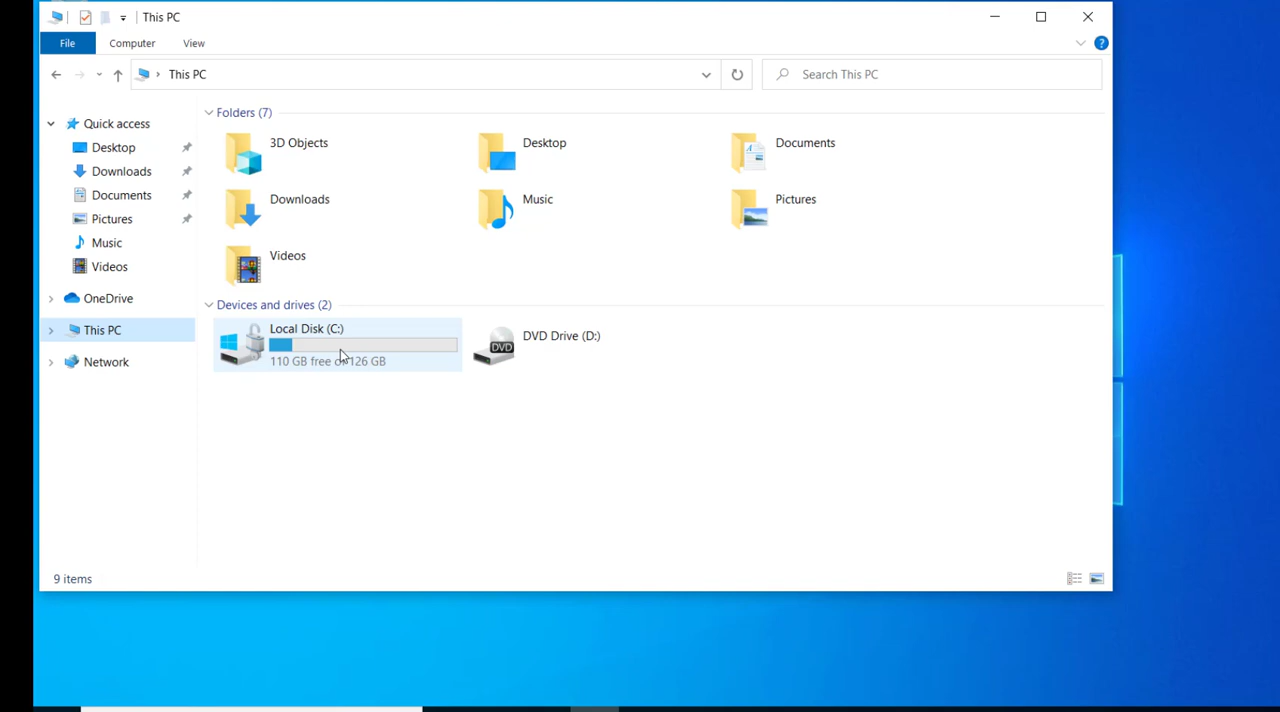 This PC
File Computer View
This PC
Search This PC
Quick access
Desktop
Downloads
Documents
Pictures
Music
Videos
OneDrive
This PC
Network
Folders (7)
3D Objects
Desktop
Documents
Downloads
Music
Pictures
Videos
Devices and drives (2)
Local Disk (C:)
110 GB free of 126 GB
DVD
DVD Drive (D:)
9 items